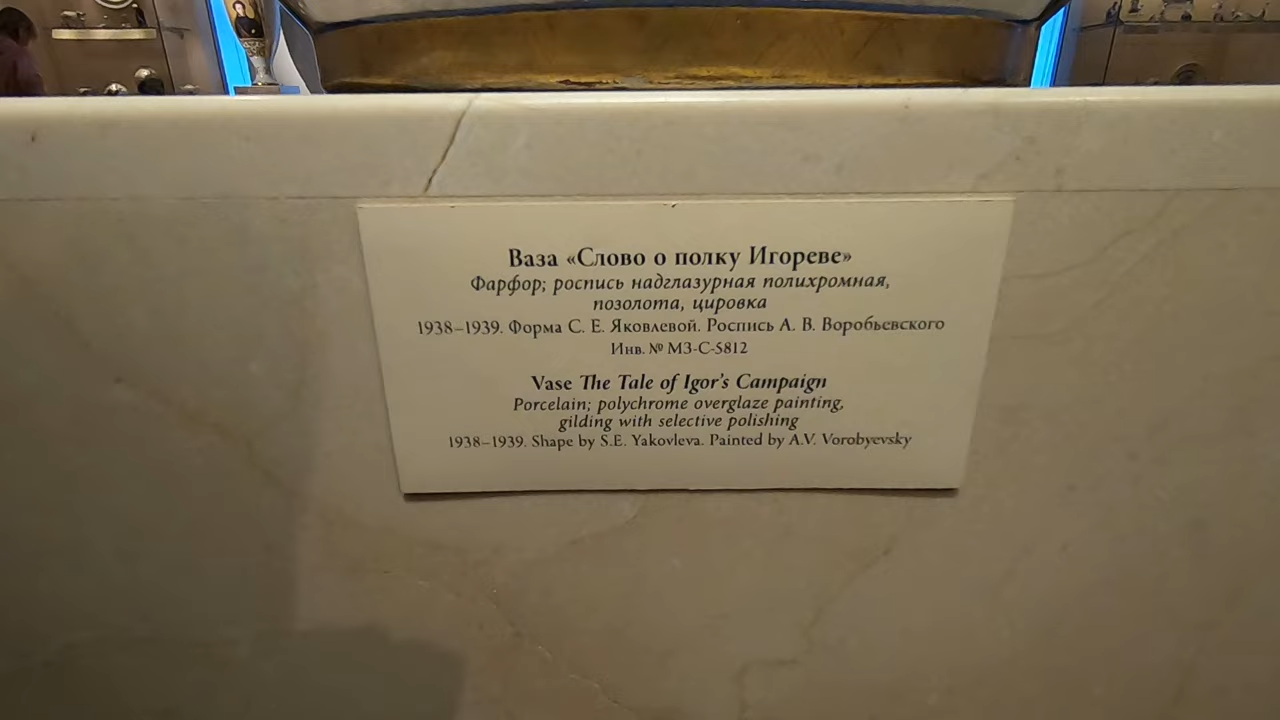 Ваза «Слово о полку Игореве»
Фарфор; роспись надглазурная полихромная,
позолота, цировка
1938–1939. Форма С. Е. Яковлевой. Роспись А. В. Воробьевского
Инв. № МЗ-С-5812
Vase The Tale of Igor's Campaign
Porcelain; polychrome overglaze painting,
gilding with selective polishing
1938–1939. Shape by S.E. Yakovleva. Painted by A.V. Vorobyevsky